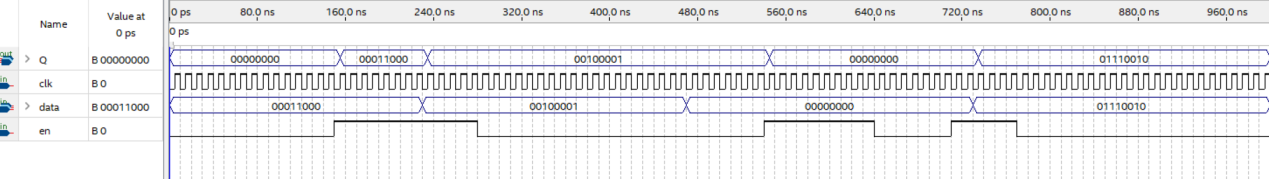 Name Value at 0 ps
0 ps 80.0 ns 160.0 ns 240.0 ns 320.0 ns 400.0 ns 480.0 ns 560.0 ns 640.0 ns 720.0 ns 800.0 ns 880.0 ns 960.0 ns
0 ps
out > Q B 00000000 00000000 00011000 00100001 00000000 01110010
in clk B 0
in > data B 00011000 00011000 00100001 00000000 01110010
in en B 0